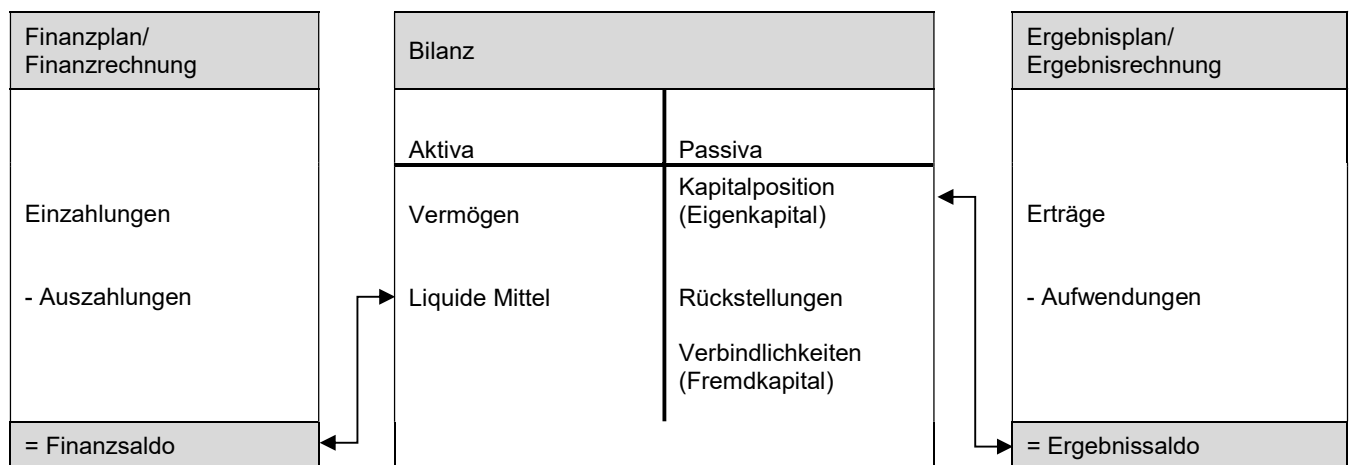 Finanzplan/
Finanzrechnung
Einzahlungen
- Auszahlungen
= Finanzsaldo
Bilanz
Aktiva
Passiva
Vermögen
Kapitalposition
(Eigenkapital)
Liquide Mittel
Rückstellungen
Verbindlichkeiten
(Fremdkapital)
Ergebnisplan/
Ergebnisrechnung
Erträge
- Aufwendungen
= Ergebnissaldo